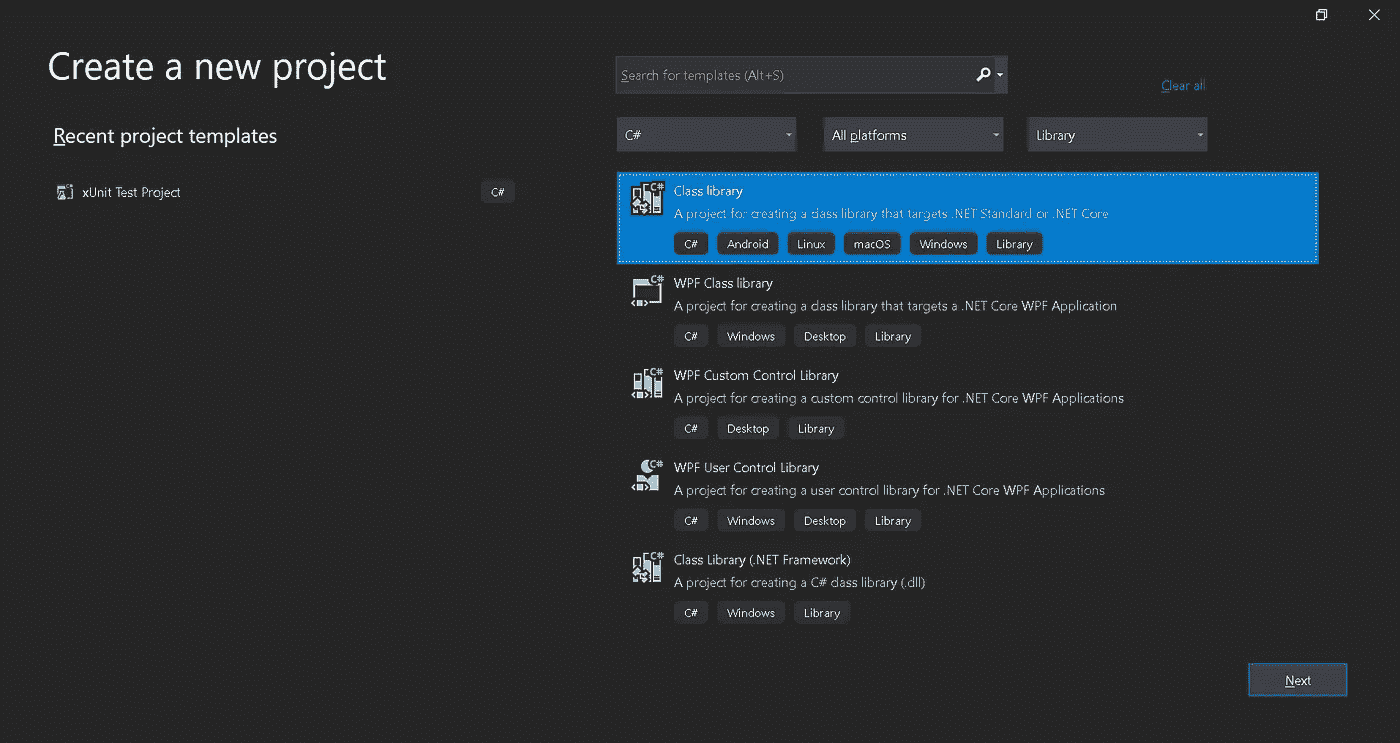 Create a new project
Recent project templates
xUnit Test Project C#
Search for templates (Alt+S)
Clear all
C# All platforms Library
C# Class library
A project for creating a class library that targets .NET Standard or .NET Core
C# Android Linux macOS Windows Library
C# WPF Class library
A project for creating a class library that targets a .NET Core WPF Application
C# Windows Desktop Library
C# WPF Custom Control Library
A project for creating a custom control library for .NET Core WPF Applications
C# Desktop Library
C# WPF User Control Library
A project for creating a user control library for .NET Core WPF Applications
C# Windows Desktop Library
C# Class Library (.NET Framework)
A project for creating a C# class library (.dll)
C# Windows Library
Next